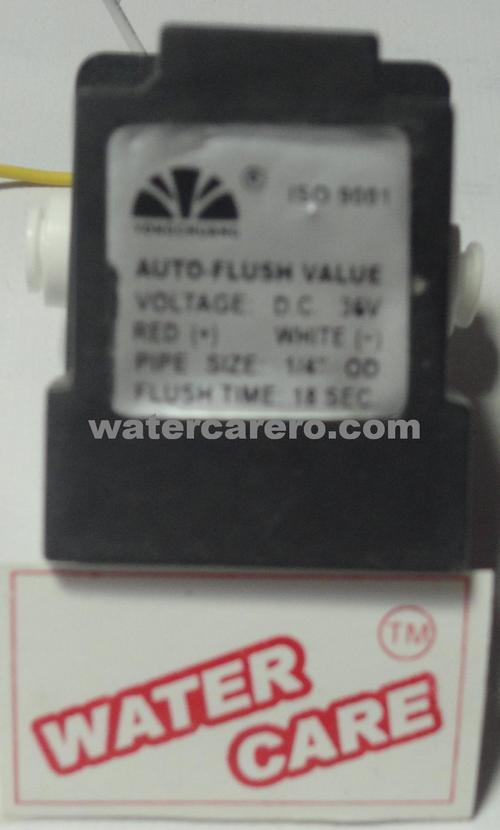 ® ISO 9001
YONGCHUANG
AUTO-FLUSH VALUE
VOLTAGE: D.C. 36V
RED (+) WHITE (-)
PIPE SIZE: 1/4" OD
FLUSH TIME: 18 SEC.
watercarero.com
TM
WATER
CARE